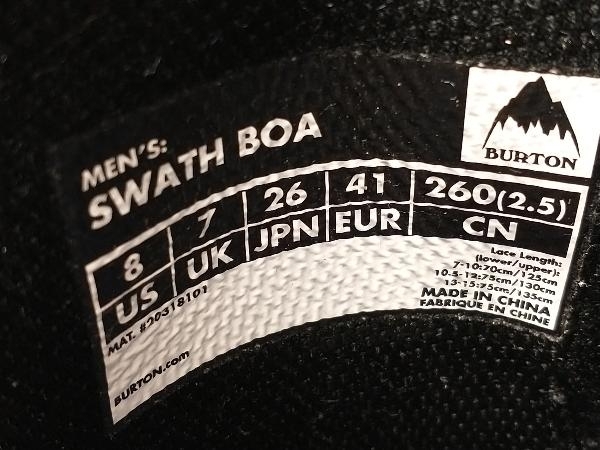 MEN'S:
SWATH BOA
BURTON
8 7 26 41 260(2.5)
US UK JPN EUR CN
MAT. #20318101
Lace Length:
(lower/upper):
7-10:70cm/125cm
10.5-12:75cm/130cm
13-15:75cm/135cm
MADE IN CHINA
FABRIQUE EN CHINE
BURTON.com